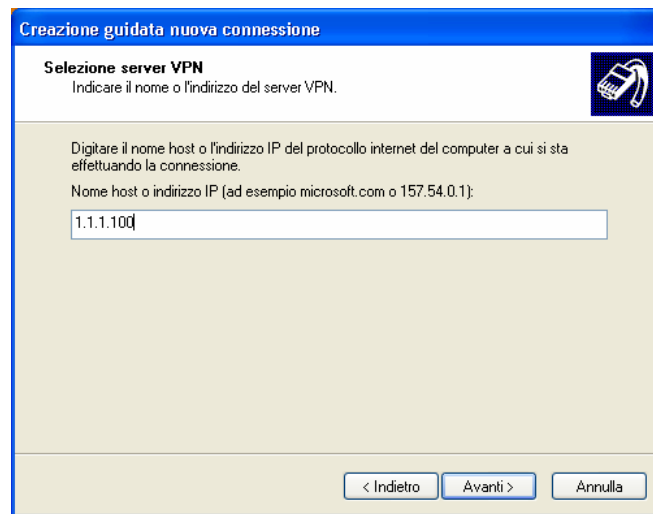 Creazione guidata nuova connessione
Selezione server VPN
Indicare il nome o l'indirizzo del server VPN.
Digitare il nome host o l'indirizzo IP del protocollo internet del computer a cui si sta
effettuando la connessione.
Nome host o indirizzo IP (ad esempio microsoft.com o 157.54.0.1):
1.1.1.100
< Indietro
Avanti >
Annulla